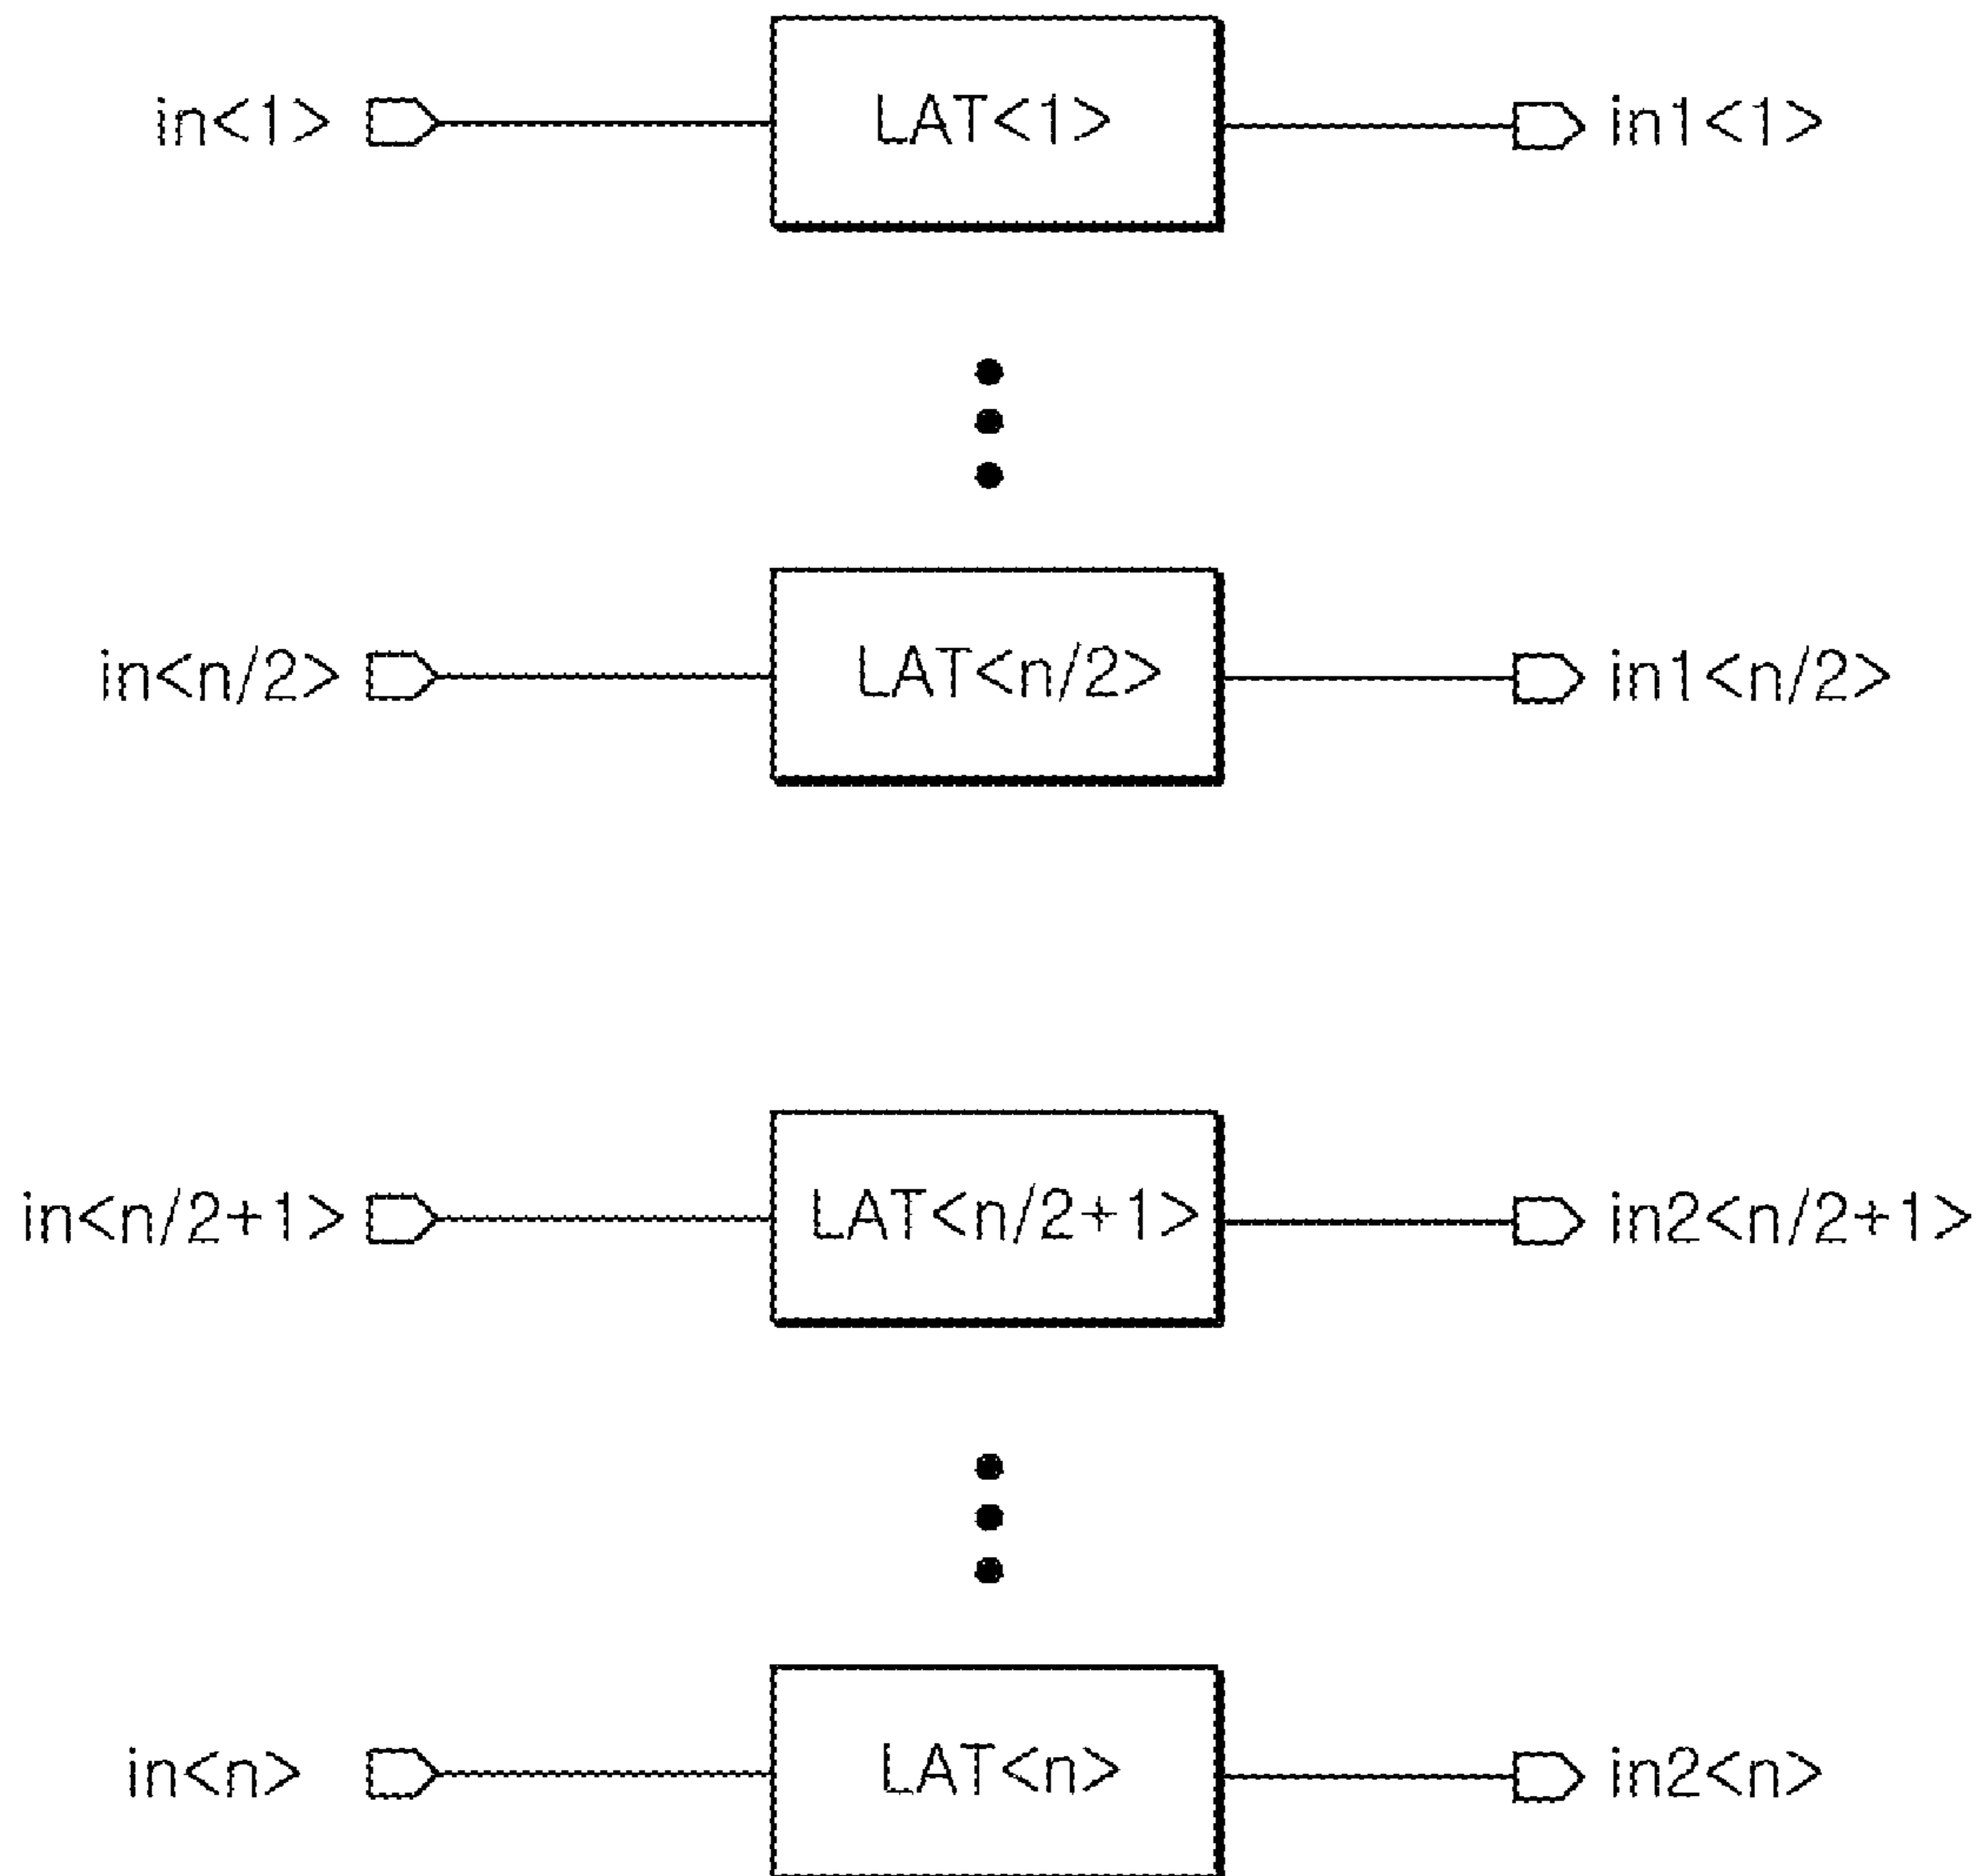 in<1> LAT<1> in1<1>
in<n/2> LAT<n/2> in1<n/2>
in<n/2+1> LAT<n/2+1> in2<n/2+1>
in<n> LAT<n> in2<n>